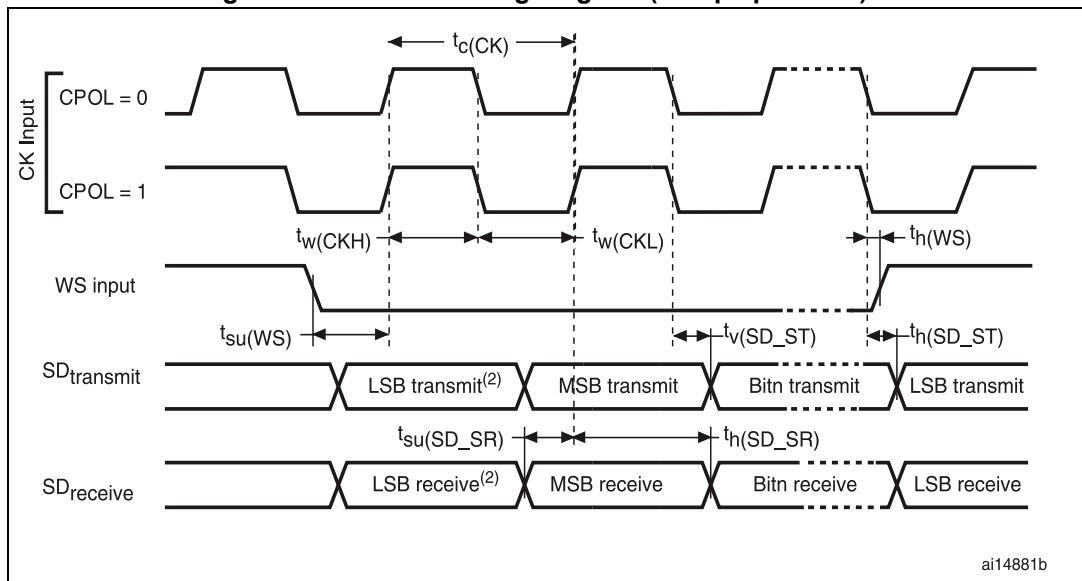 tc(CK)
CK Input
CPOL = 0
CPOL = 1
tw(CKH)
tw(CKL)
th(WS)
WS input
tsu(WS)
tv(SD_ST)
th(SD_ST)
SDtransmit
LSB transmit(2)
MSB transmit
Bitn transmit
LSB transmit
tsu(SD_SR)
th(SD_SR)
SDreceive
LSB receive(2)
MSB receive
Bitn receive
LSB receive
ai14881b